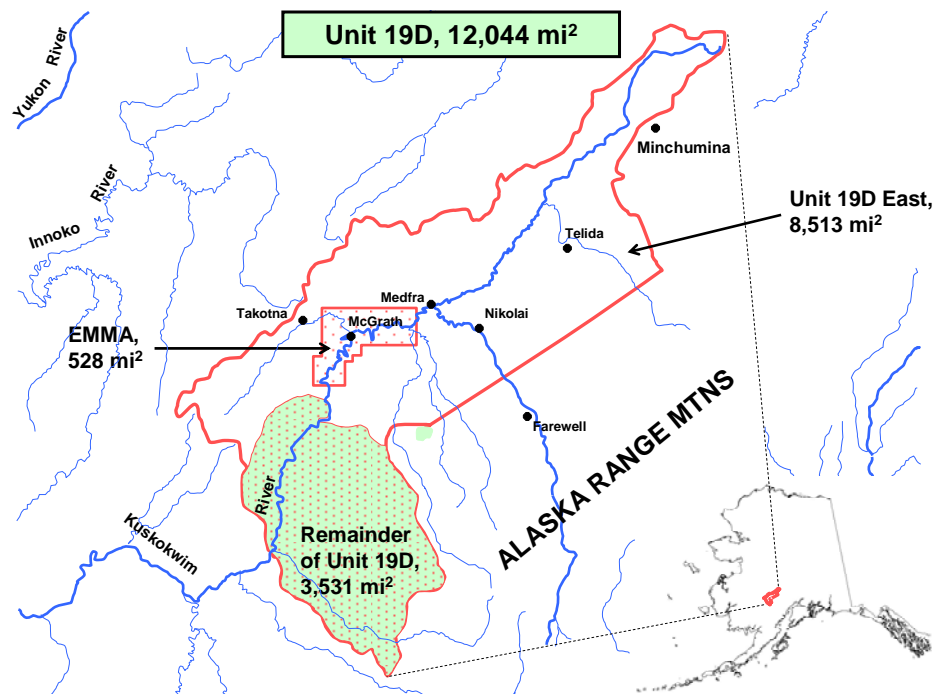 Unit 19D, 12,044 mi²
Yukon River
Innoko River
Minchumina
Unit 19D East,
8,513 mi²
Telida
Medfra
Takotna
McGrath
Nikolai
EMMA,
528 mi²
Farewell
ALASKA RANGE MTNS
Kuskokwim River
Remainder
of Unit 19D,
3,531 mi²